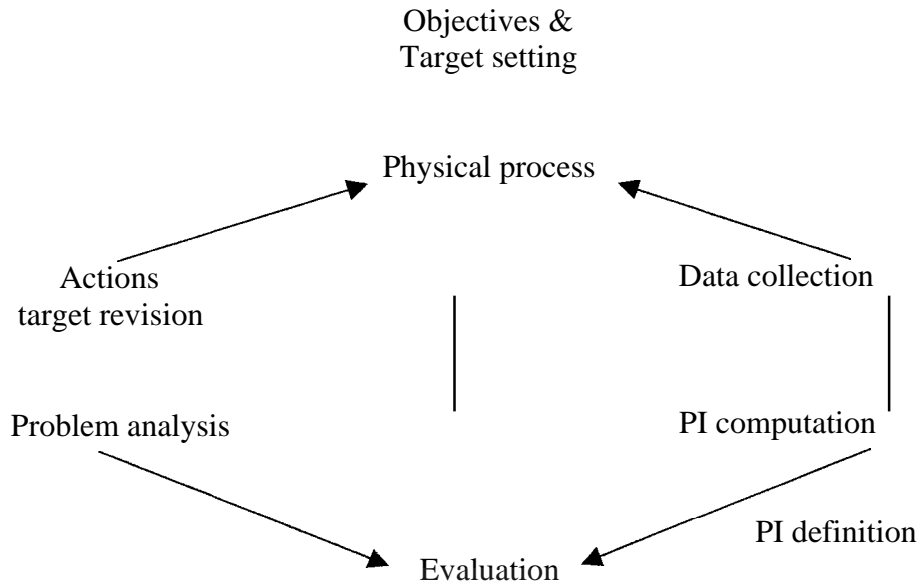 Objectives &
Target setting
Physical process
Actions
target revision
Data collection
Problem analysis
PI computation
PI definition
Evaluation